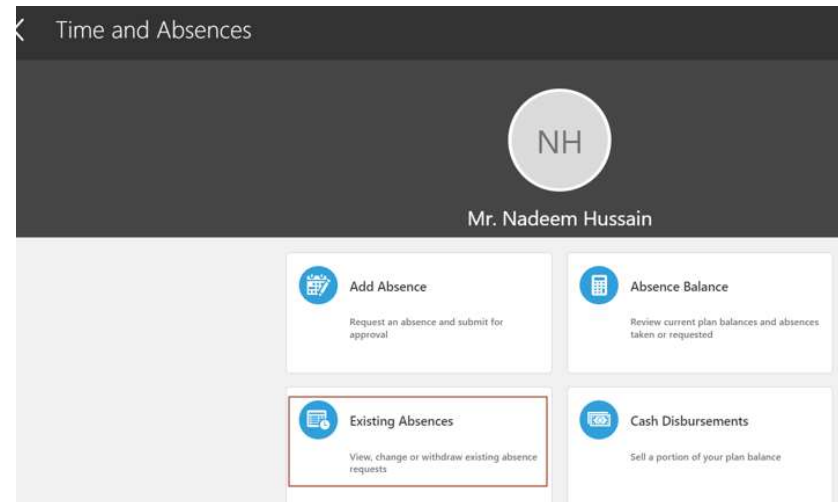 Time and Absences
NH
Mr. Nadeem Hussain
Add Absence
Request an absence and submit for
approval
Absence Balance
Review current plan balances and absences
taken or requested
Existing Absences
View, change or withdraw existing absence
requests
Cash Disbursements
Sell a portion of your plan balance